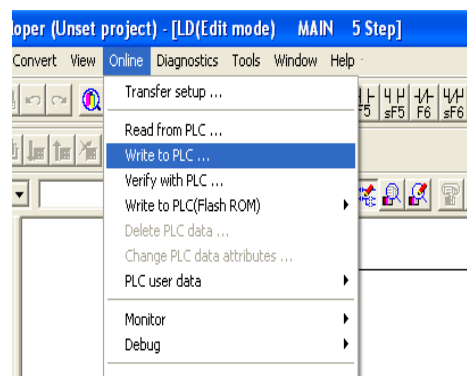 loper (Unset project) - [LD(Edit mode)   MAIN   5 Step]
Convert View Online Diagnostics Tools Window Help
F5 sF5 F6 sF6
Transfer setup ...
Read from PLC ...
Write to PLC ...
Verify with PLC ...
Write to PLC(Flash ROM)
Delete PLC data ...
Change PLC data attributes ...
PLC user data
Monitor
Debug